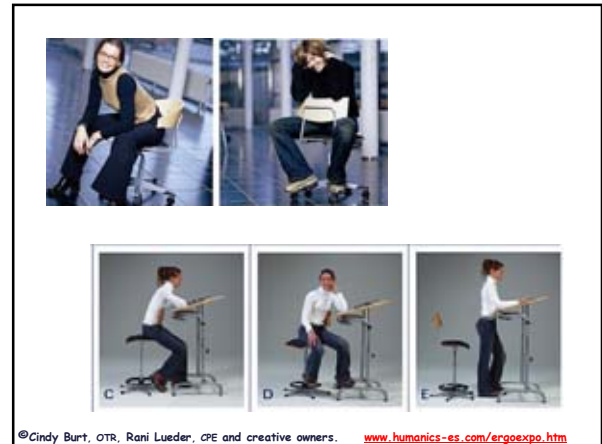 C D E
©Cindy Burt, OTR, Rani Lueder, CPE and creative owners. www.humanics-es.com/ergoexpo.htm